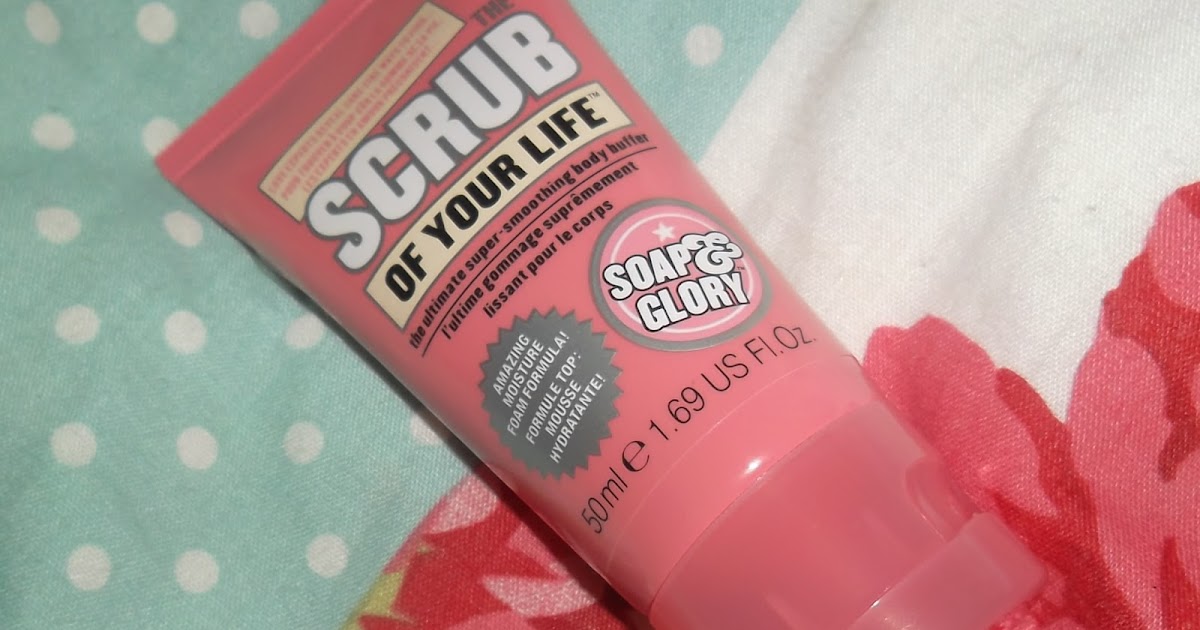 THE
SCRUB
OF YOUR LIFE™
the ultimate super-smoothing body buffer
l'ultime gommage suprêmement
lissant pour le corps
SOAP&
GLORY™
AMAZING
MOISTURE
FOAM FORMULA!
FORMULE TOP:
MOUSSE
HYDRATANTE!
50ml ℮ 1.69 US Fl.Oz.